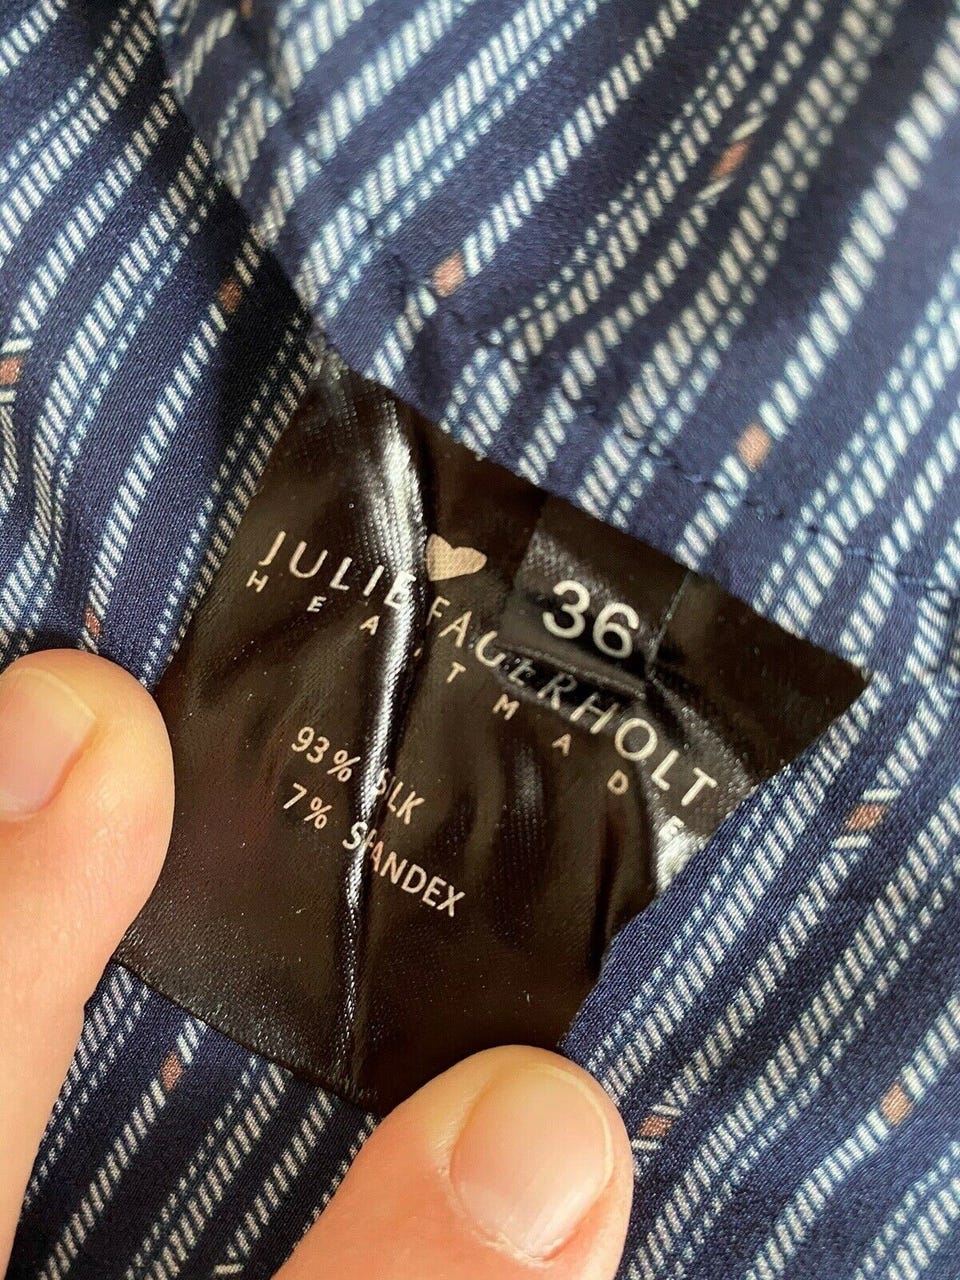 JULIE FAGERHOLT
HEARTMADE
36
93% SILK
7% SPANDEX